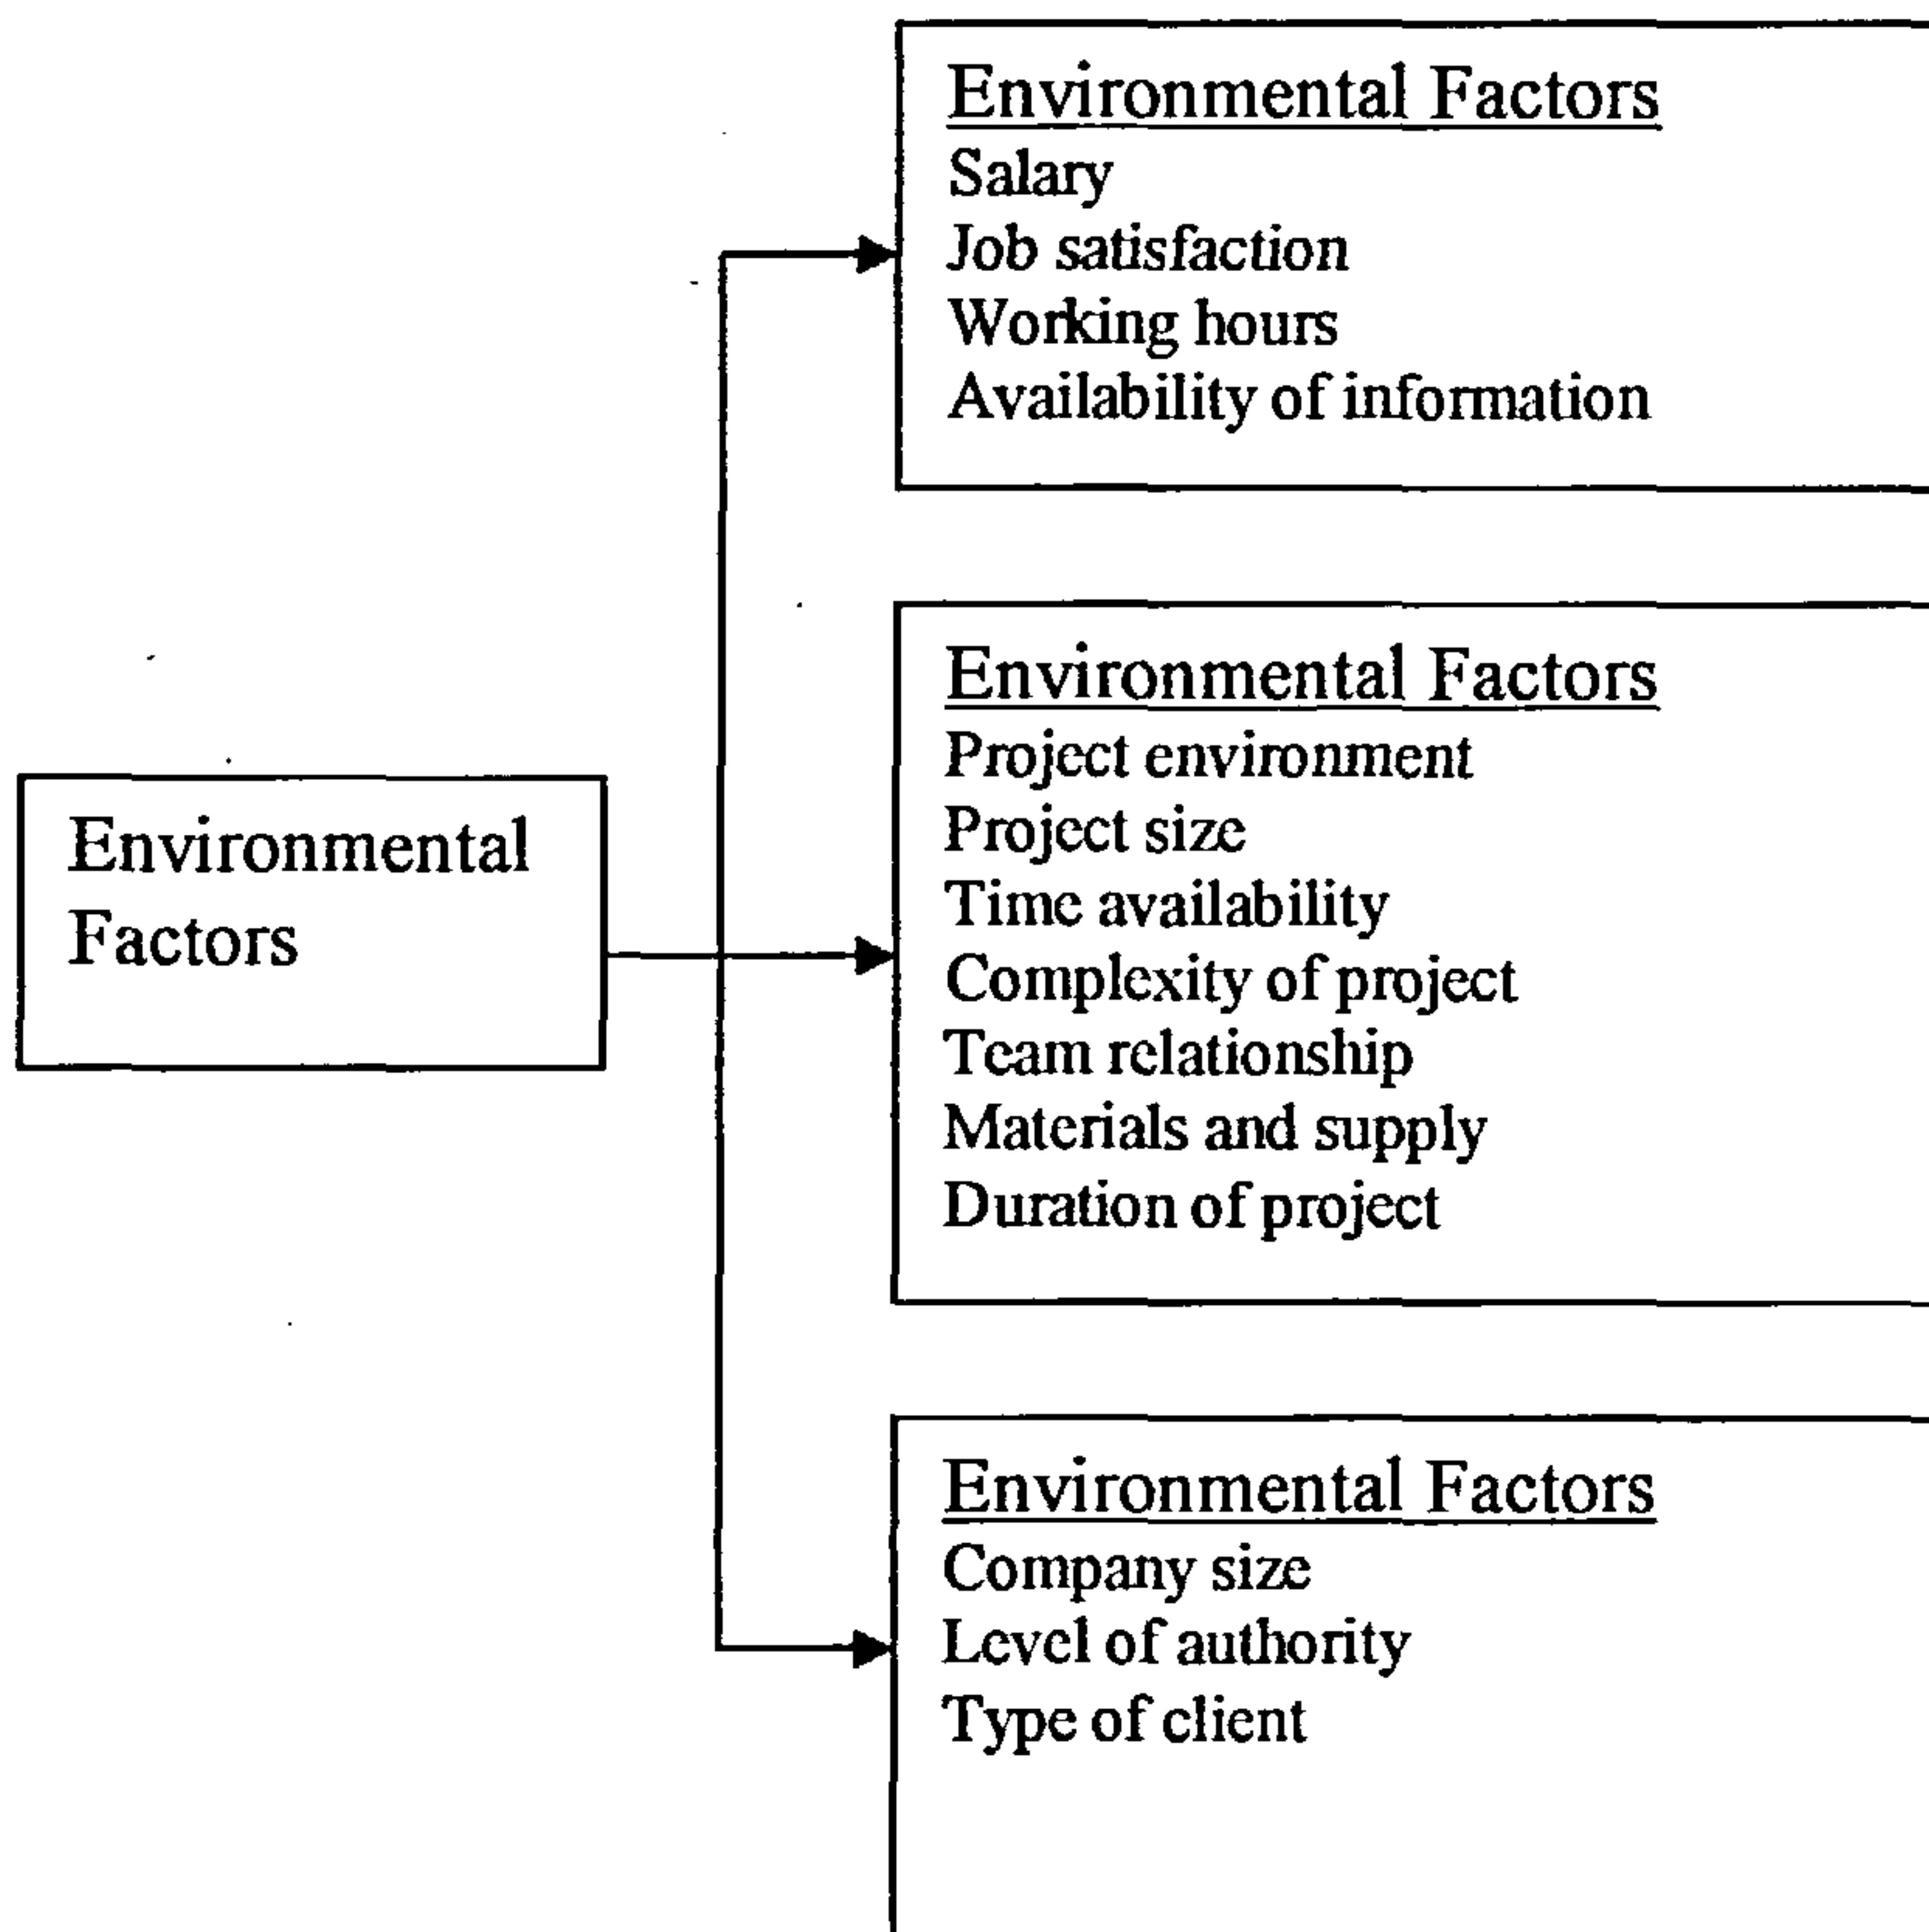 Environmental Factors
Salary
Job satisfaction
Working hours
Availability of information
Environmental Factors
Project environment
Project size
Time availability
Complexity of project
Team relationship
Materials and supply
Duration of project
Environmental
Factors
Environmental Factors
Company size
Level of authority
Type of client